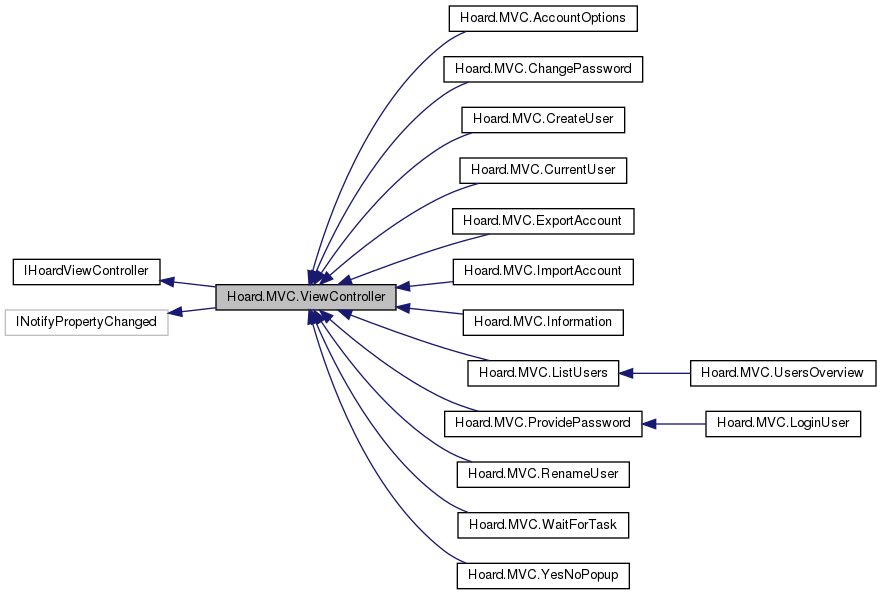 Hoard.MVC.AccountOptions
Hoard.MVC.ChangePassword
Hoard.MVC.CreateUser
Hoard.MVC.CurrentUser
Hoard.MVC.ExportAccount
IHoardViewController
Hoard.MVC.ImportAccount
Hoard.MVC.ViewController
INotifyPropertyChanged
Hoard.MVC.Information
Hoard.MVC.ListUsers
Hoard.MVC.UsersOverview
Hoard.MVC.ProvidePassword
Hoard.MVC.LoginUser
Hoard.MVC.RenameUser
Hoard.MVC.WaitForTask
Hoard.MVC.YesNoPopup